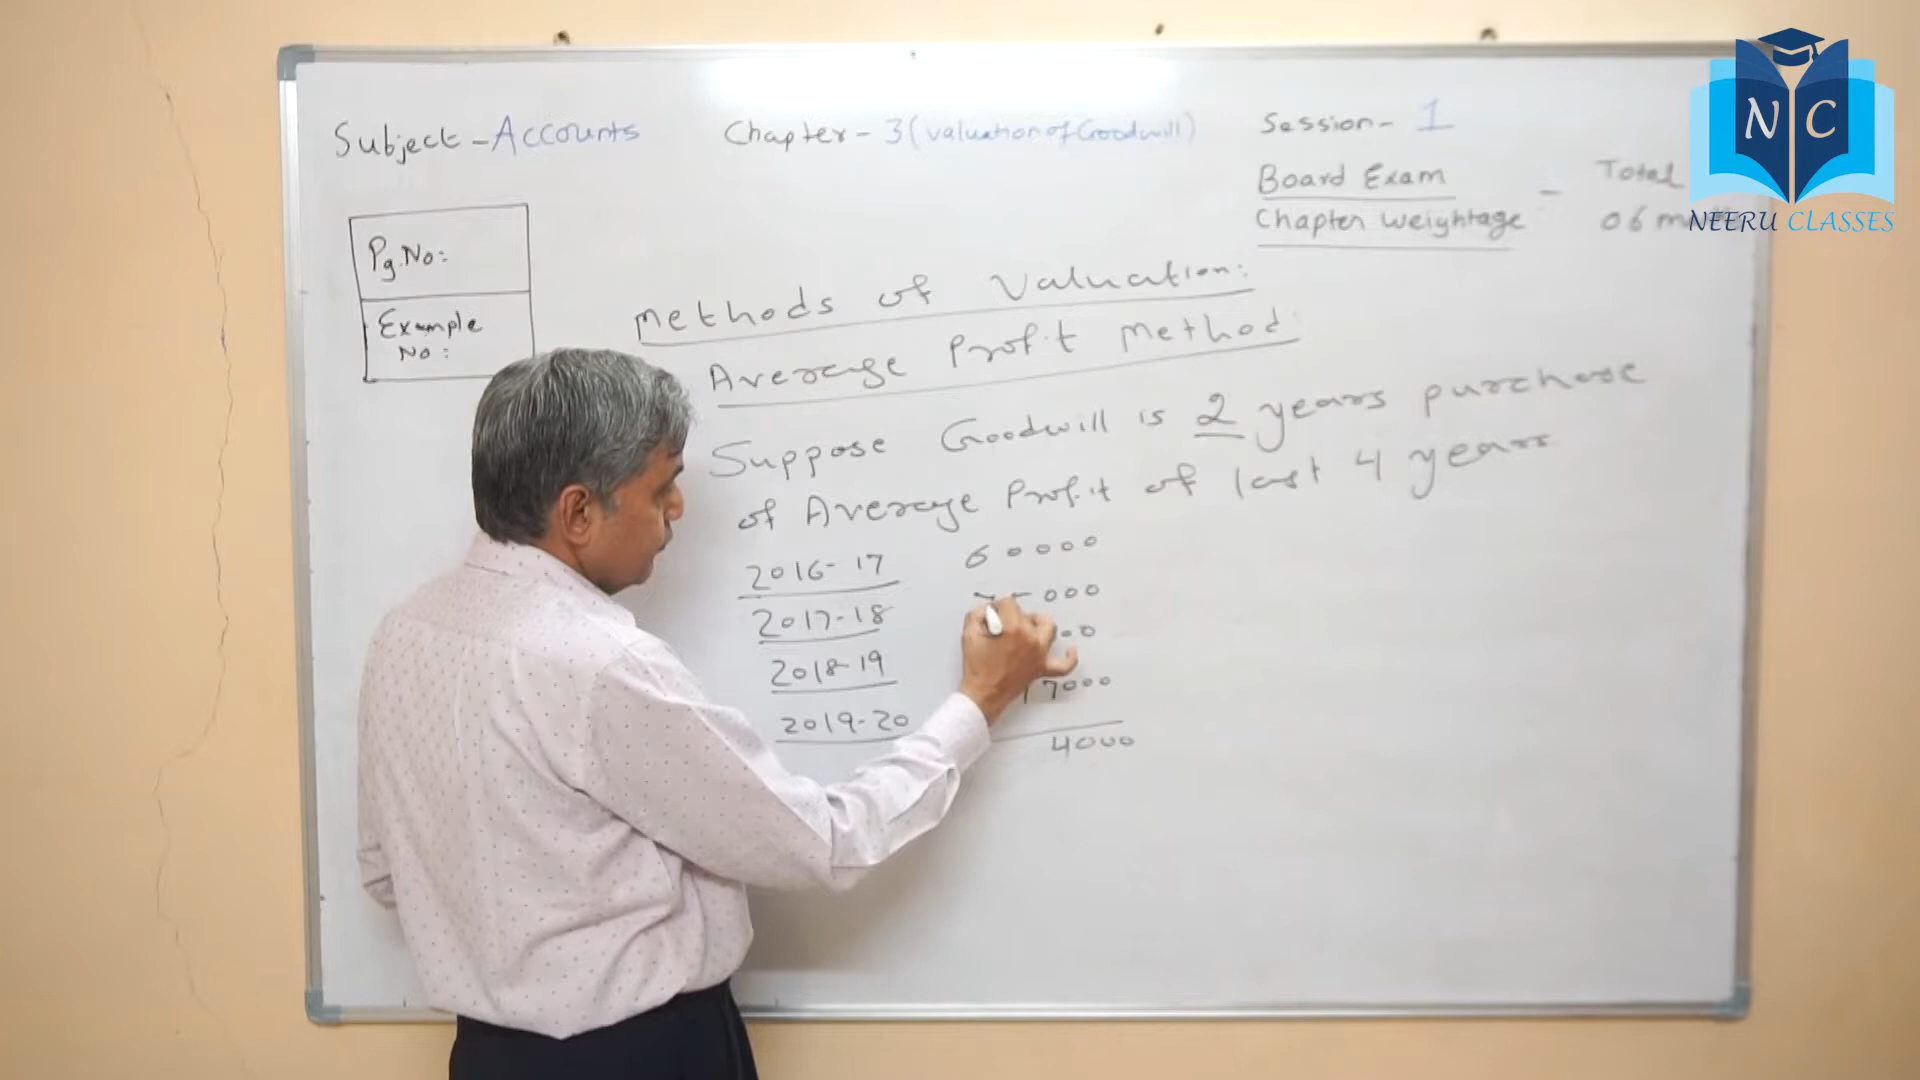 Subject - Accounts
Chapter - 3 (valuation of Goodwill)
Session - 1
Board Exam
Chapter weightage
- Total
06
N C
NEERU CLASSES
Pg. No:
Example
No:
Methods of Valuation:
Average Profit Method:
Suppose Goodwill is 2 years purchase
of Average Profit of last 4 years
2016-17 60000
2017-18
2018-19
2019-20
4000